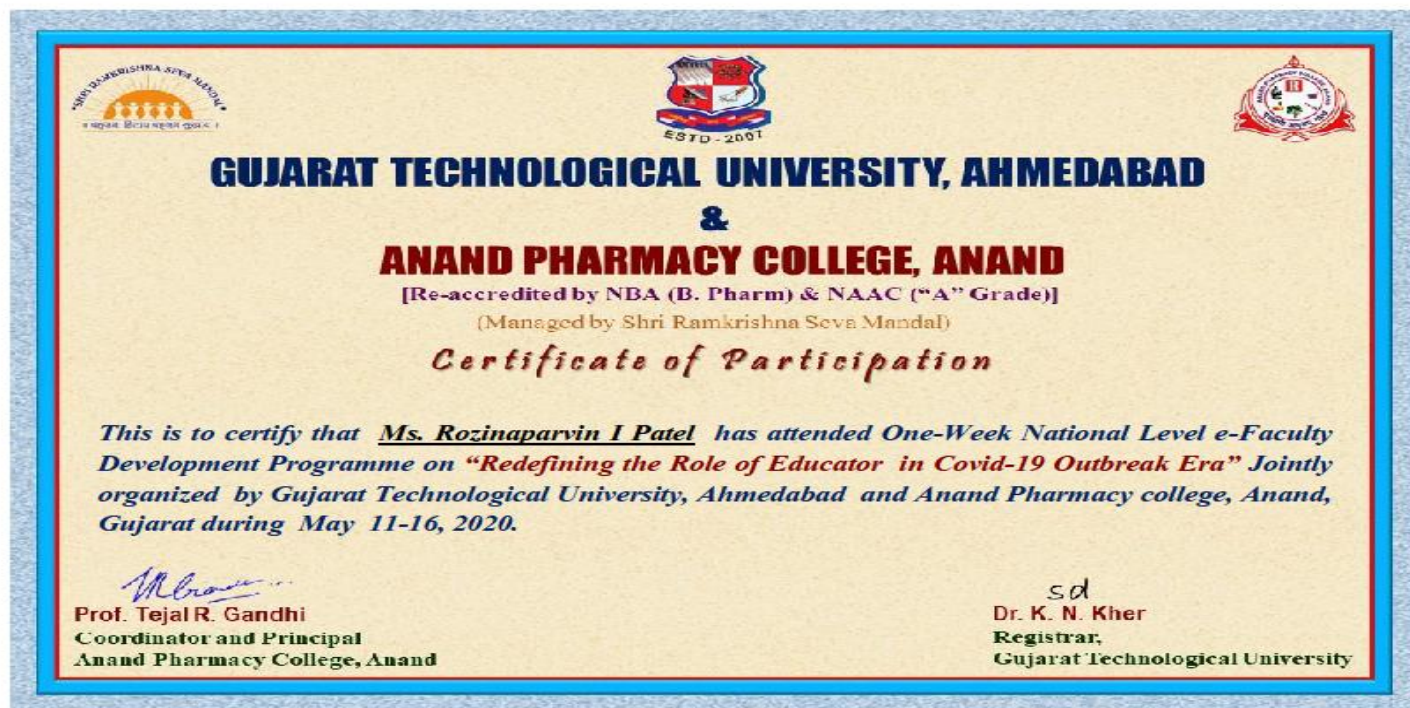 SHRI RAMKRISHNA SEVA MANDAL
ESTD - 2007
GUJARAT TECHNOLOGICAL UNIVERSITY, AHMEDABAD
&
ANAND PHARMACY COLLEGE, ANAND
[Re-accredited by NBA (B. Pharm) & NAAC (“A” Grade)]
(Managed by Shri Ramkrishna Seva Mandal)
Certificate of Participation
This is to certify that Ms. Rozinaparvin I Patel has attended One-Week National Level e-Faculty
Development Programme on “Redefining the Role of Educator in Covid-19 Outbreak Era” Jointly
organized by Gujarat Technological University, Ahmedabad and Anand Pharmacy college, Anand,
Gujarat during May 11-16, 2020.
Prof. Tejal R. Gandhi
Coordinator and Principal
Anand Pharmacy College, Anand
sd
Dr. K. N. Kher
Registrar,
Gujarat Technological University